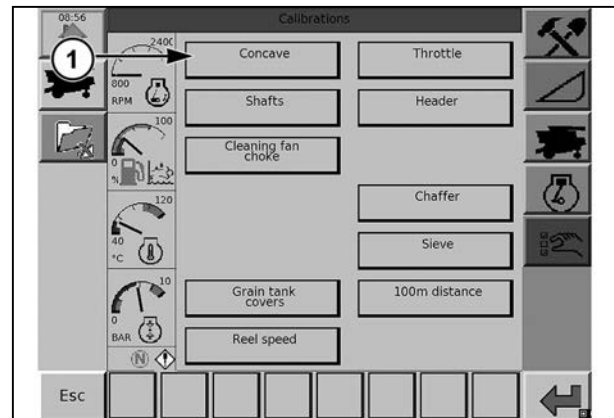 08:56
Calibrations
1
2400
800
RPM
100
0
%
120
40
°C
10
0
BAR
N
Concave
Throttle
Shafts
Header
Cleaning fan
choke
Chaffer
Sieve
Grain tank
covers
100m distance
Reel speed
Esc